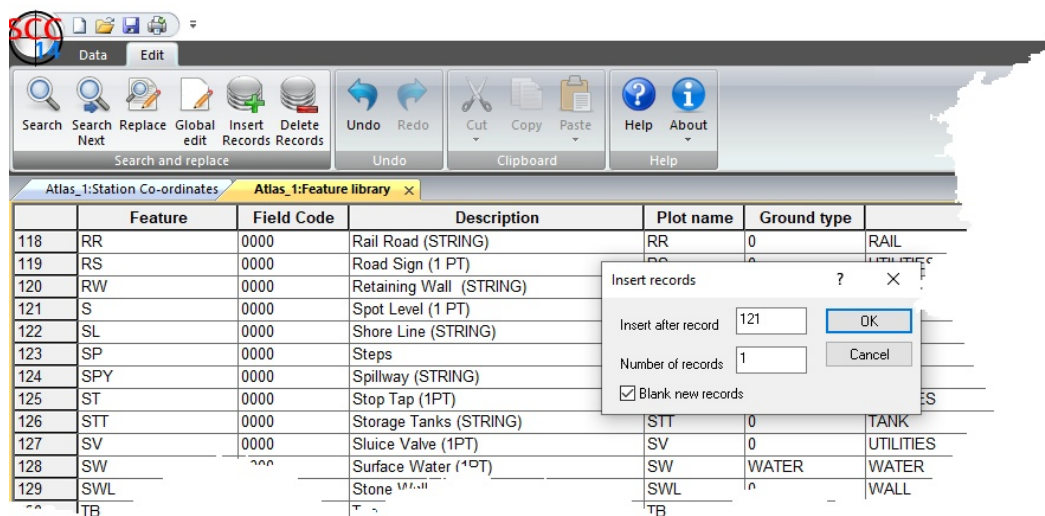 SCC
14
Data Edit
Search Search Next Replace Global edit Insert Records Delete Records Undo Redo Cut Copy Paste Help About
Search and replace Undo Clipboard Help
Atlas_1:Station Co-ordinates Atlas_1:Feature library
Feature Field Code Description Plot name Ground type
118 RR 0000 Rail Road (STRING) RR 0 RAIL
119 RS 0000 Road Sign (1 PT)
120 RW 0000 Retaining Wall (STRING)
121 S 0000 Spot Level (1 PT)
122 SL 0000 Shore Line (STRING)
123 SP 0000 Steps
124 SPY 0000 Spillway (STRING)
125 ST 0000 Stop Tap (1PT)
126 STT 0000 Storage Tanks (STRING) STT 0 TANK
127 SV 0000 Sluice Valve (1PT) SV 0 UTILITIES
128 SW Surface Water (1PT) SW WATER WATER
129 SWL Stone SWL WALL
TB TB
Insert records ?
Insert after record 121 OK
Number of records 1 Cancel
Blank new records